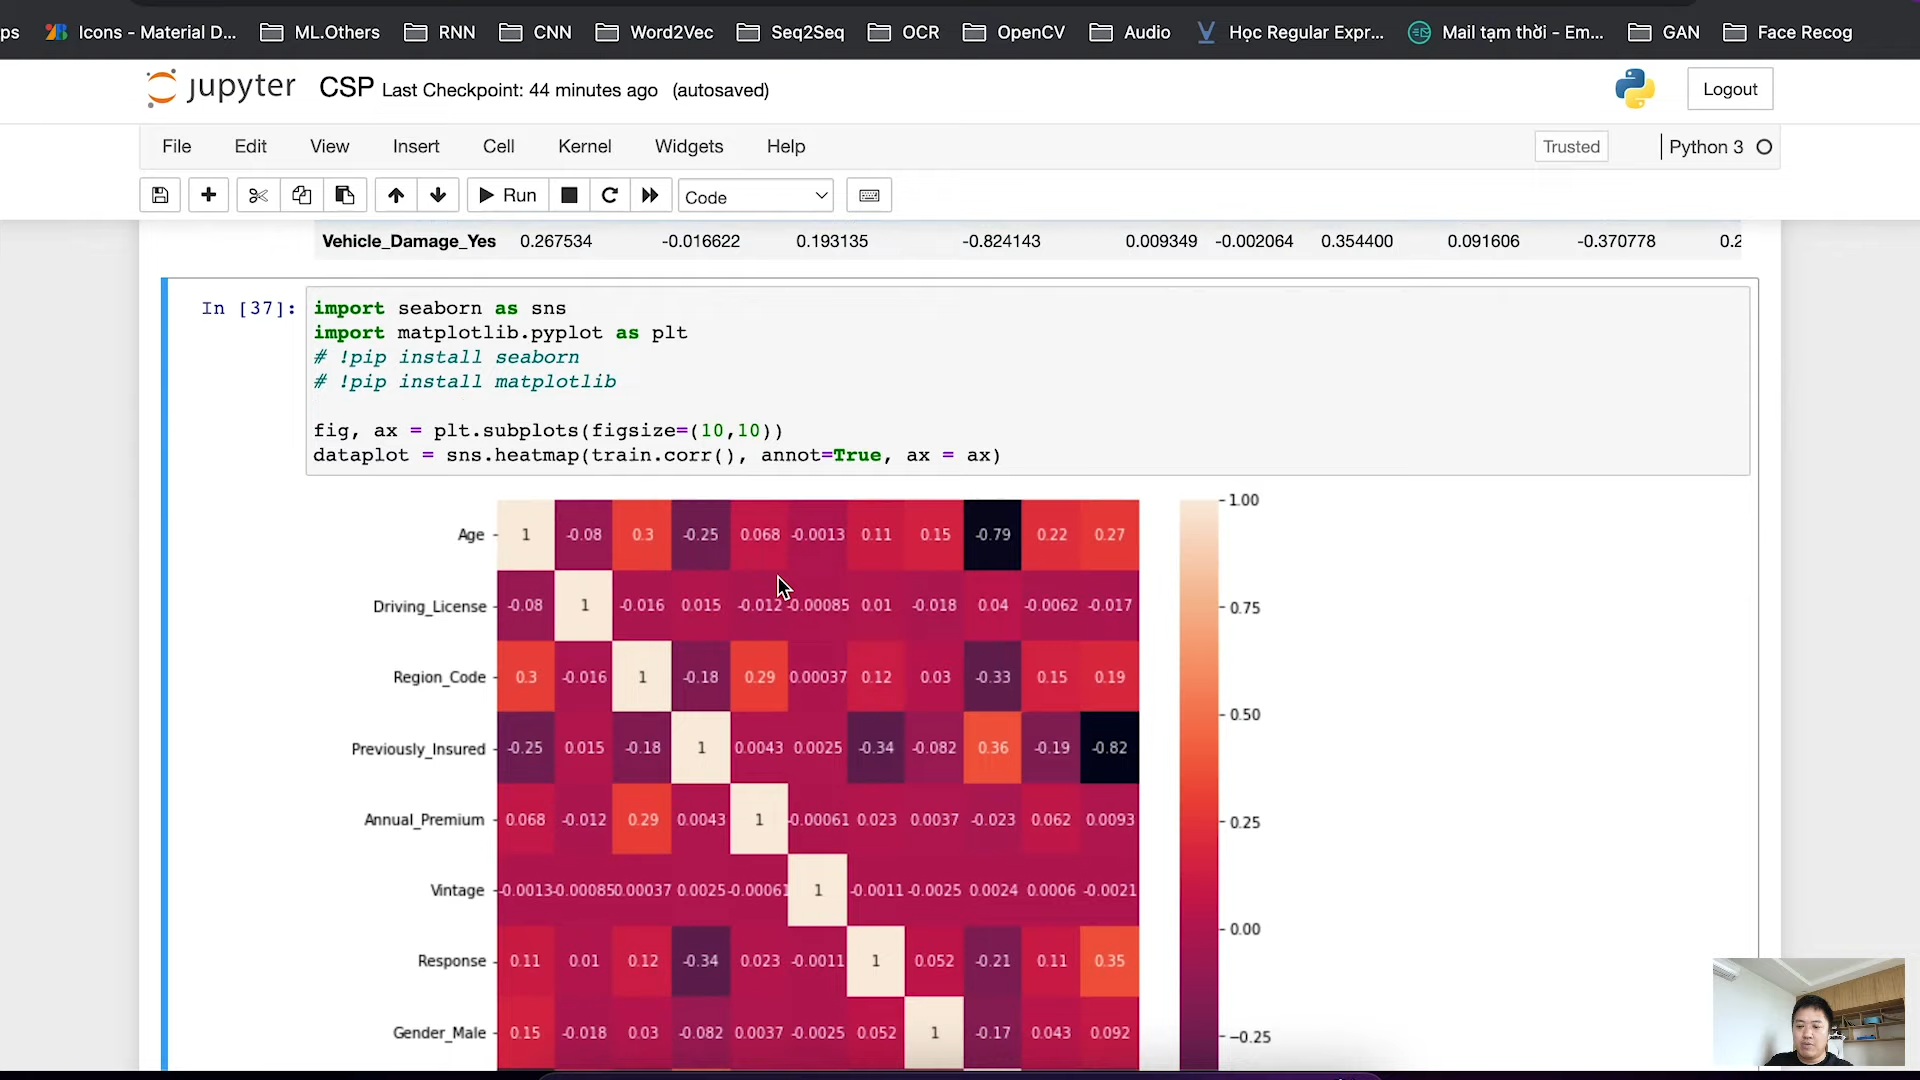 ps Icons - Material D... ML.Others RNN CNN Word2Vec Seq2Seq OCR OpenCV Audio Học Regular Expr... Mail tạm thời - Em... GAN Face Recog
jupyter CSP Last Checkpoint: 44 minutes ago (autosaved) Logout
File Edit View Insert Cell Kernel Widgets Help Trusted Python 3
Run Code
Vehicle_Damage_Yes 0.267534 -0.016622 0.193135 -0.824143 0.009349 -0.002064 0.354400 0.091606 -0.370778 0.2
In [37]: import seaborn as sns
import matplotlib.pyplot as plt
# !pip install seaborn
# !pip install matplotlib
fig, ax = plt.subplots(figsize=(10,10))
dataplot = sns.heatmap(train.corr(), annot=True, ax = ax)
1.00
Age 1 -0.08 0.3 -0.25 0.068 -0.0013 0.11 0.15 -0.79 0.22 0.27
Driving_License -0.08 1 -0.016 0.015 -0.012 -0.00085 0.01 -0.018 0.04 -0.0062 -0.017
0.75
Region_Code 0.3 -0.016 1 -0.18 0.29 0.00037 0.12 0.03 -0.33 0.15 0.19
0.50
Previously_Insured -0.25 0.015 -0.18 1 0.0043 0.0025 -0.34 -0.082 0.36 -0.19 -0.82
Annual_Premium 0.068 -0.012 0.29 0.0043 1 -0.00061 0.023 0.0037 -0.023 0.062 0.0093
0.25
Vintage -0.0013 -0.00085 0.00037 0.0025 -0.00061 1 -0.0011 -0.0025 0.0024 0.0006 -0.0021
0.00
Response 0.11 0.01 0.12 -0.34 0.023 -0.0011 1 0.052 -0.21 0.11 0.35
Gender_Male 0.15 -0.018 0.03 -0.082 0.0037 -0.0025 0.052 1 -0.17 0.043 0.092
−0.25